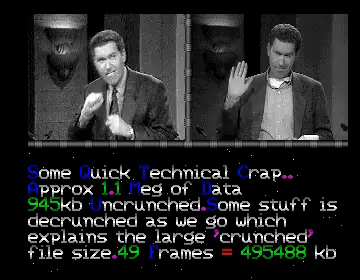 Some Quick Technical Crap..
Approx 1.1 Meg of Data
945kb Uncrunched.Some stuff is
decrunched as we go which
explains the large 'crunched'
file size.49 Frames = 495488 kb